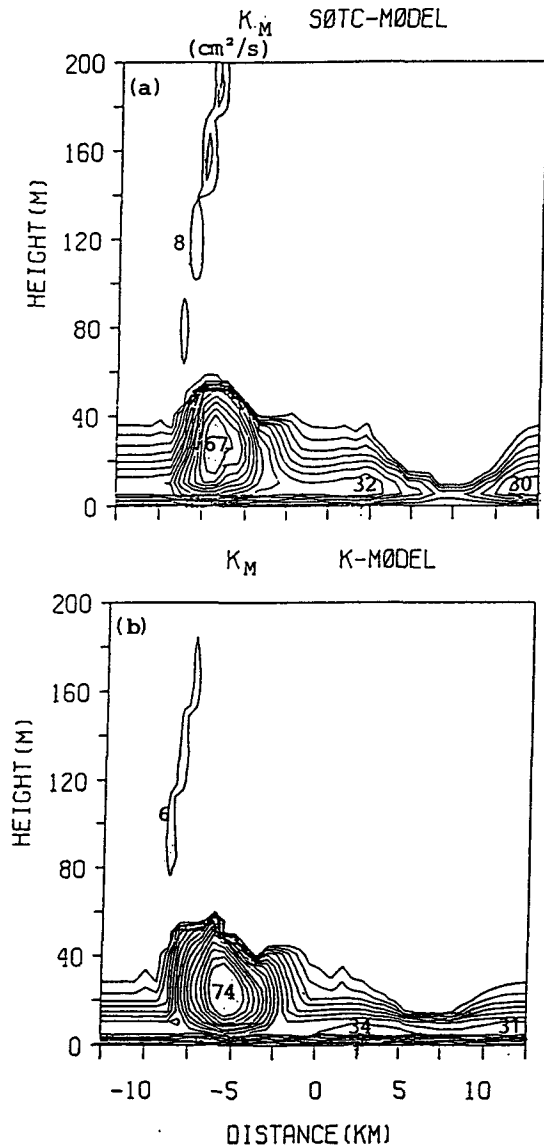 K_M SØTC-MØDEL
(cm²/s)
(a)
200
160
120
80
40
0
HEIGHT(M)
8
67
32
30
K_M K-MØDEL
(b)
200
160
120
80
40
0
HEIGHT(M)
6
74
34
31
-10 -5 0 5 10
DISTANCE(KM)